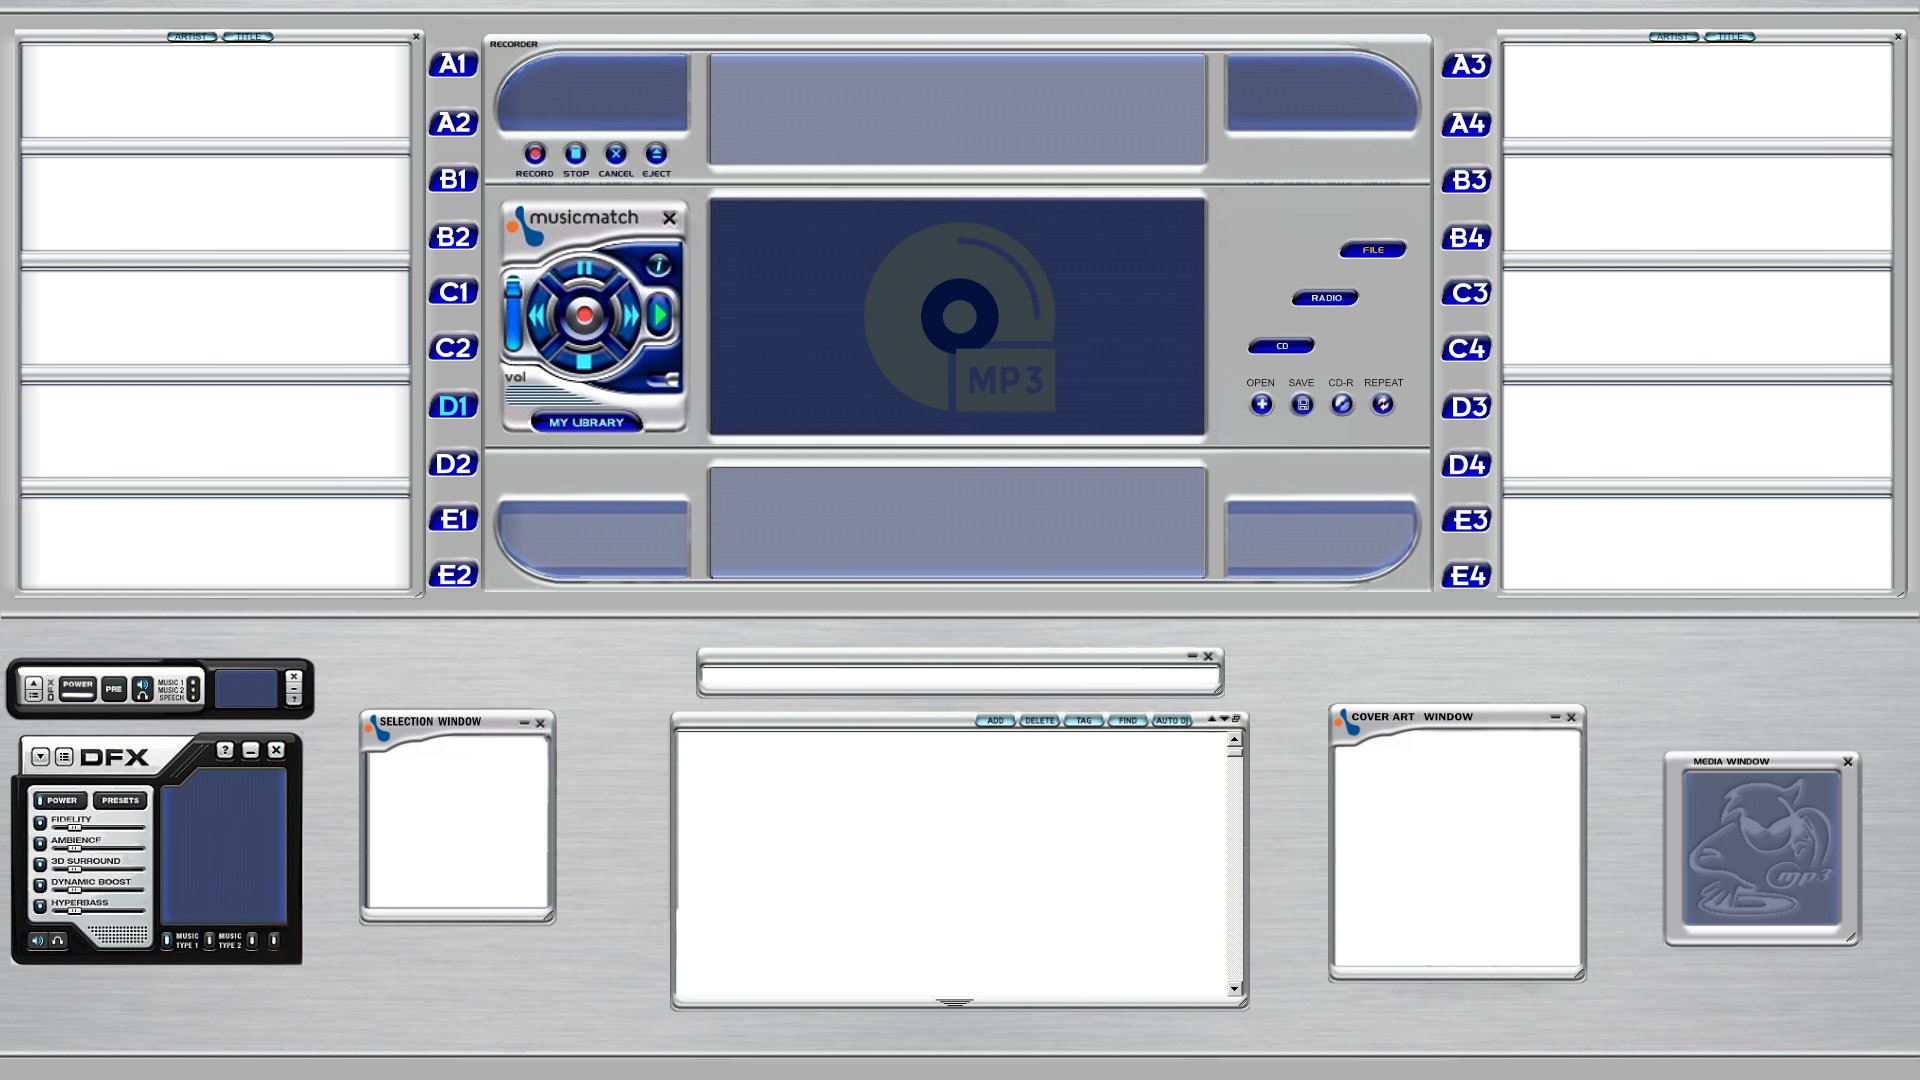 ARTIST TITLE
A1
A2
B1
B2
C1
C2
D1
D2
E1
E2
RECORDER
RECORD STOP CANCEL EJECT
musicmatch
i
vol
MY LIBRARY
MP3
FILE
RADIO
CD
OPEN SAVE CD-R REPEAT
ARTIST TITLE
A3
A4
B3
B4
C3
C4
D3
D4
E3
E4
DFX
POWER
PRE
MUSIC 1
MUSIC 2
SPEECH
?
DFX
?
POWER PRESETS
FIDELITY
AMBIENCE
3D SURROUND
DYNAMIC BOOST
HYPERBASS
MUSIC TYPE 1
MUSIC TYPE 2
SELECTION WINDOW
ADD DELETE TAG FIND AUTO DJ
COVER ART WINDOW
MEDIA WINDOW
mp3